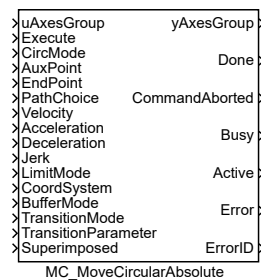 uAxesGroup
Execute
CircMode
AuxPoint
EndPoint
PathChoice
Velocity
Acceleration
Deceleration
Jerk
LimitMode
CoordSystem
BufferMode
TransitionMode
TransitionParameter
Superimposed
yAxesGroup
Done
CommandAborted
Busy
Active
Error
ErrorID
MC_MoveCircularAbsolute